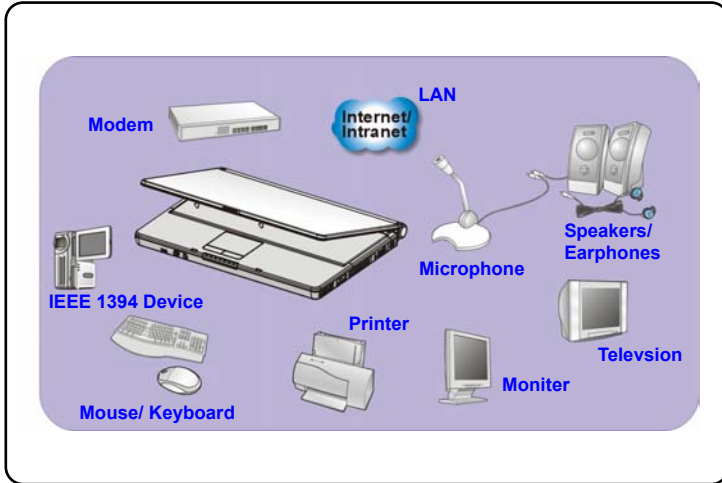 LAN
Modem
Internet/
Intranet
Speakers/
Earphones
Microphone
IEEE 1394 Device
Printer
Televsion
Moniter
Mouse/ Keyboard